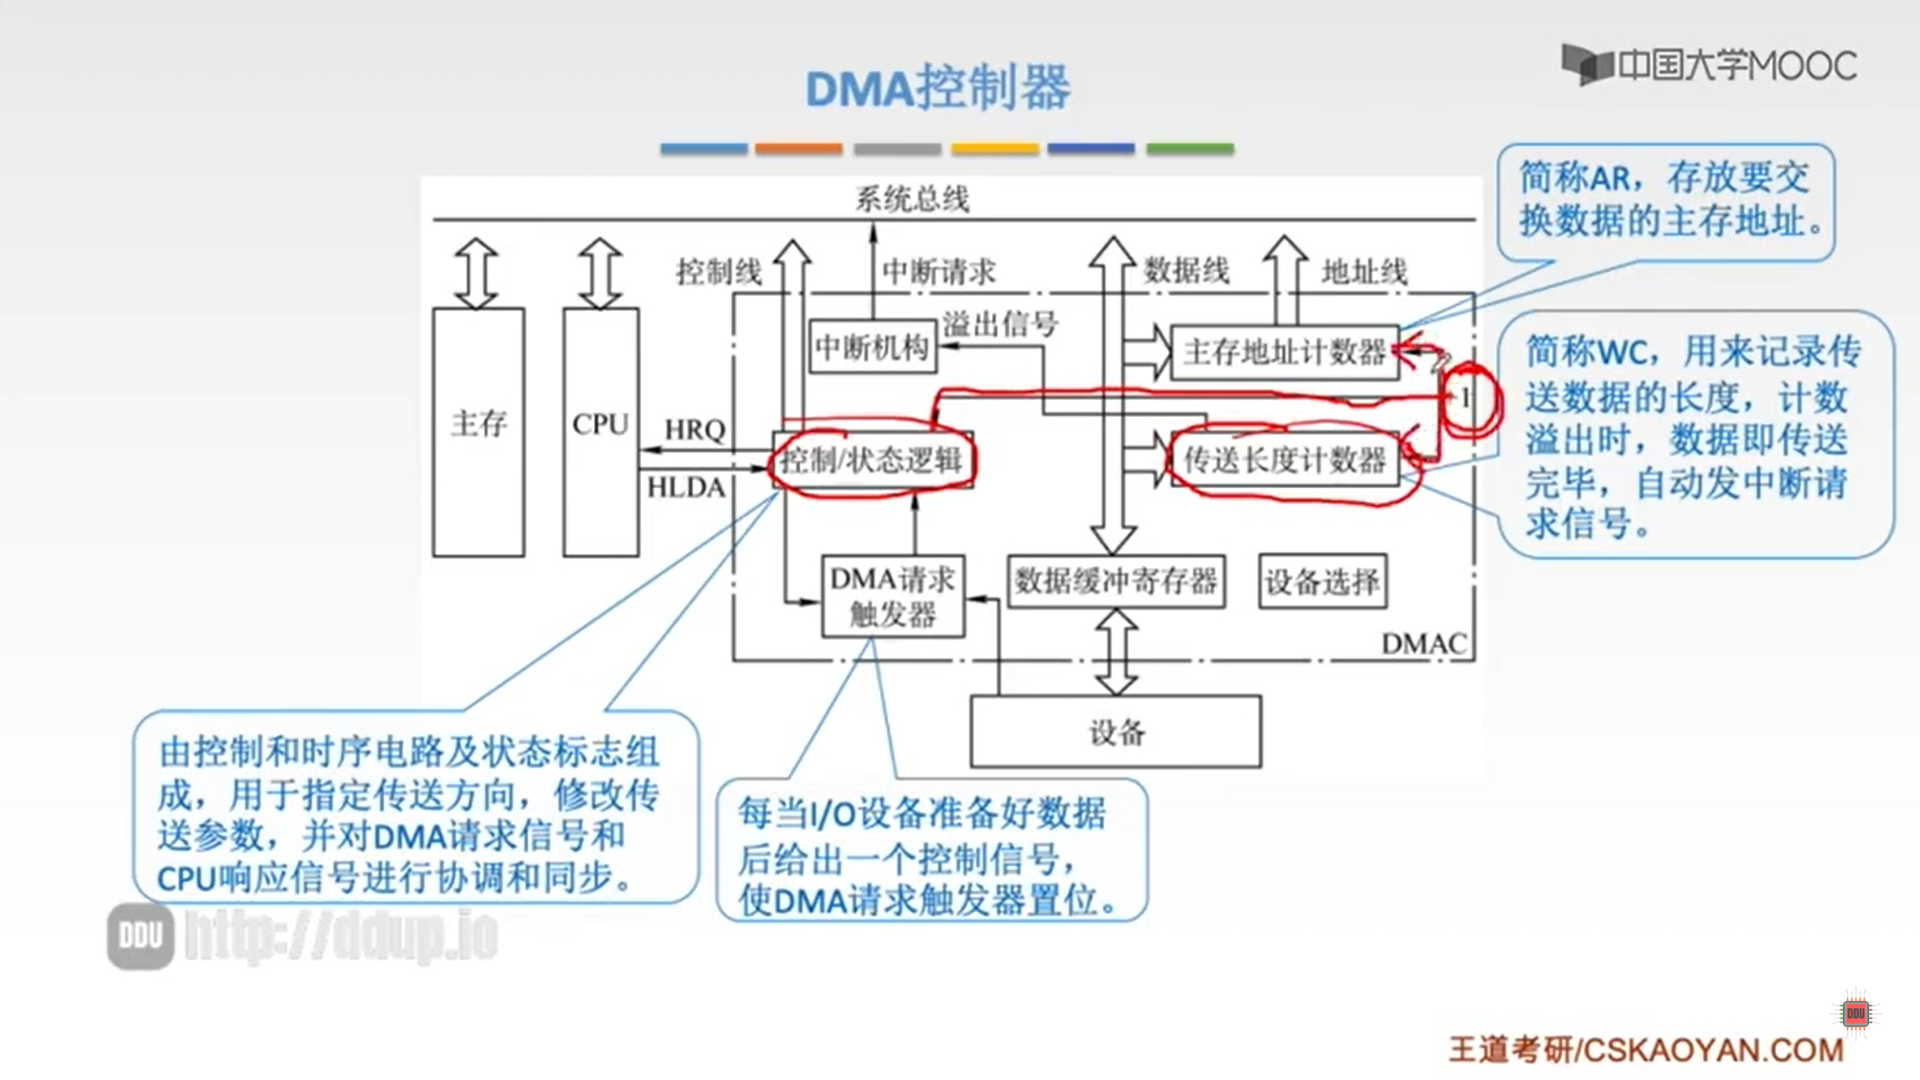 中国大学MOOC
DMA控制器
简称AR，存放要交
换数据的主存地址。
系统总线
控制线
中断请求
数据线
地址线
中断机构
溢出信号
主存地址计数器
简称WC，用来记录传
送数据的长度，计数
溢出时，数据即传送
完毕，自动发中断请
求信号。
1
主存
CPU
HRQ
HLDA
控制/状态逻辑
传送长度计数器
DMA请求
触发器
数据缓冲寄存器
设备选择
DMAC
设备
由控制和时序电路及状态标志组
成，用于指定传送方向，修改传
送参数，并对DMA请求信号和
CPU响应信号进行协调和同步。
每当I/O设备准备好数据
后给出一个控制信号，
使DMA请求触发器置位。
DDU http://ddup.io
DDU
王道考研/CSKAOYAN.COM